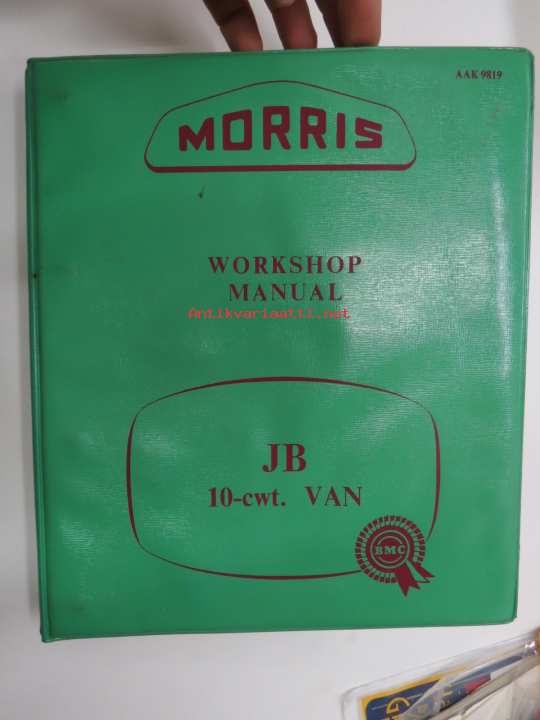 AAK 9819
MORRIS
WORKSHOP
MANUAL
Antikvariaatti.net
JB
10-cwt. VAN
BMC